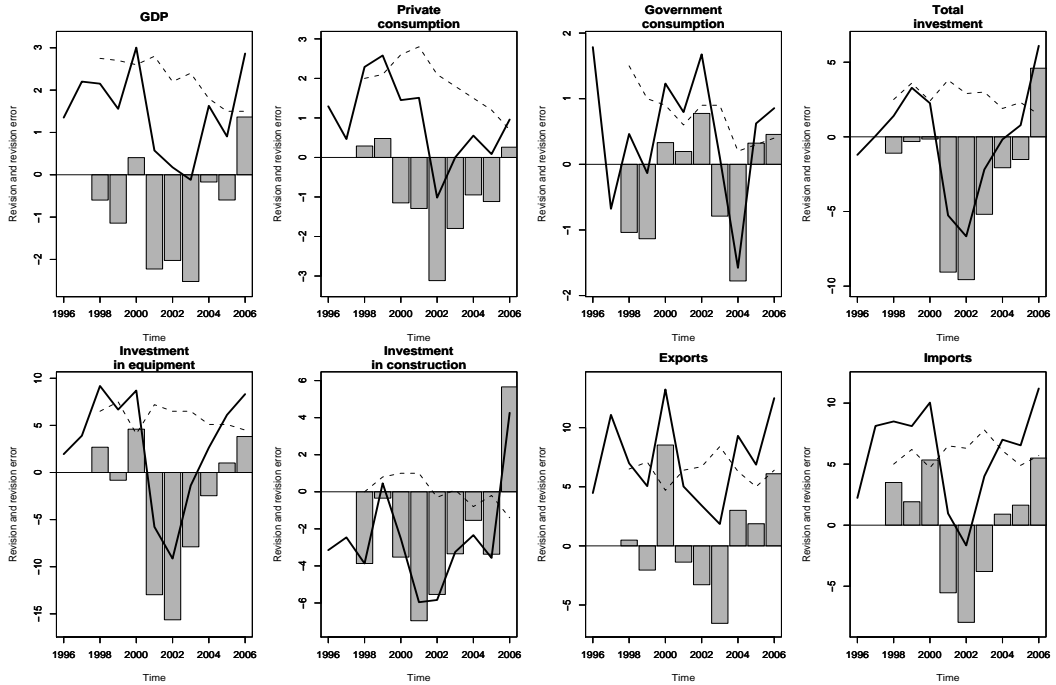 GDP
Revision and revision error
3
2
1
0
−1
−2
1996 1998 2000 2002 2004 2006
Time
Private
consumption
Revision and revision error
3
2
1
0
−1
−2
−3
1996 1998 2000 2002 2004 2006
Time
Government
consumption
Revision and revision error
2
1
0
−1
−2
1996 1998 2000 2002 2004 2006
Time
Total
investment
Revision and revision error
5
0
−5
−10
1996 1998 2000 2002 2004 2006
Time
Investment
in equipment
Revision and revision error
10
5
0
−5
−10
−15
1996 1998 2000 2002 2004 2006
Time
Investment
in construction
Revision and revision error
6
4
2
0
−2
−4
−6
1996 1998 2000 2002 2004 2006
Time
Exports
Revision and revision error
10
5
0
−5
1996 1998 2000 2002 2004 2006
Time
Imports
Revision and revision error
10
5
0
−5
1996 1998 2000 2002 2004 2006
Time